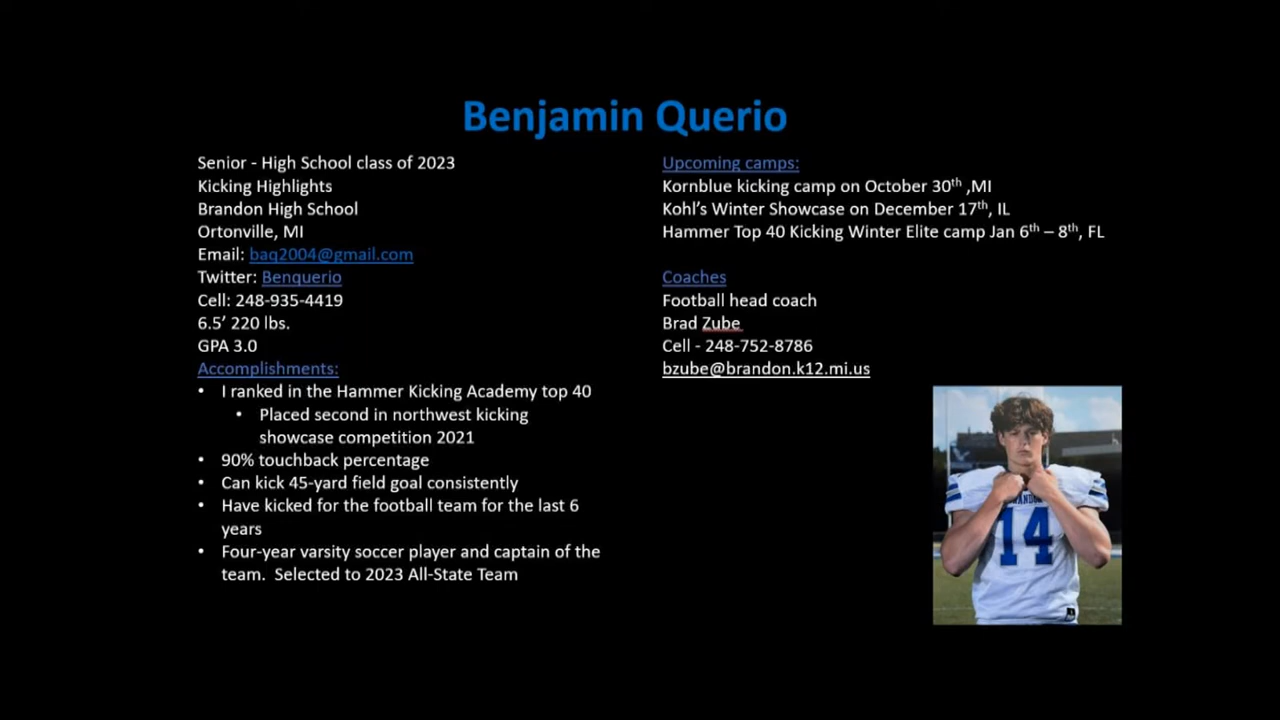 Benjamin Querio
Senior - High School class of 2023
Kicking Highlights
Brandon High School
Ortonville, MI
Email: baq2004@gmail.com
Twitter: Benquerio
Cell: 248-935-4419
6.5’ 220 lbs.
GPA 3.0
Accomplishments:
• I ranked in the Hammer Kicking Academy top 40
• Placed second in northwest kicking
showcase competition 2021
• 90% touchback percentage
• Can kick 45-yard field goal consistently
• Have kicked for the football team for the last 6
years
• Four-year varsity soccer player and captain of the
team.  Selected to 2023 All-State Team
Upcoming camps:
Kornblue kicking camp on October 30th ,MI
Kohl’s Winter Showcase on December 17th, IL
Hammer Top 40 Kicking Winter Elite camp Jan 6th – 8th, FL
Coaches
Football head coach
Brad Zube
Cell - 248-752-8786
bzube@brandon.k12.mi.us
14